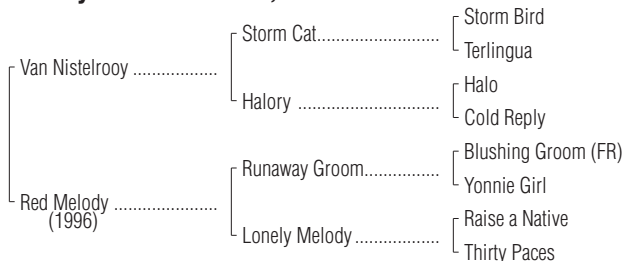 Storm Bird
Storm Cat.............................
Terlingua
Van Nistelrooy ..................
Halo
Halory .................................
Cold Reply
Blushing Groom (FR)
Runaway Groom.................
Yonnie Girl
Red Melody ......................
(1996)
Raise a Native
Lonely Melody ....................
Thirty Paces